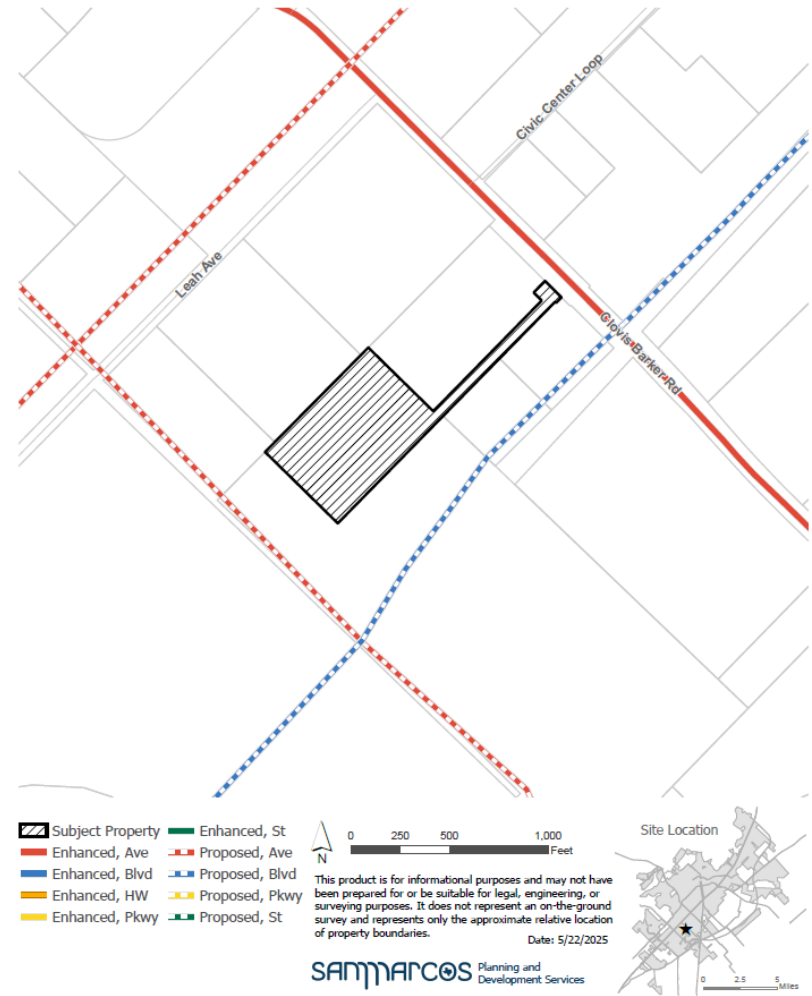 Civic Center Loop
Leah Ave
Clovis Barker Rd
Subject Property
Enhanced, Ave
Enhanced, Blvd
Enhanced, HW
Enhanced, Pkwy
Enhanced, St
Proposed, Ave
Proposed, Blvd
Proposed, Pkwy
Proposed, St
N
0 250 500 1,000
Feet
This product is for informational purposes and may not have
been prepared for or be suitable for legal, engineering, or
surveying purposes. It does not represent an on-the-ground
survey and represents only the approximate relative location
of property boundaries.
Date: 5/22/2025
SAN MARCOS
Planning and
Development Services
Site Location
0 2.5 5
Miles